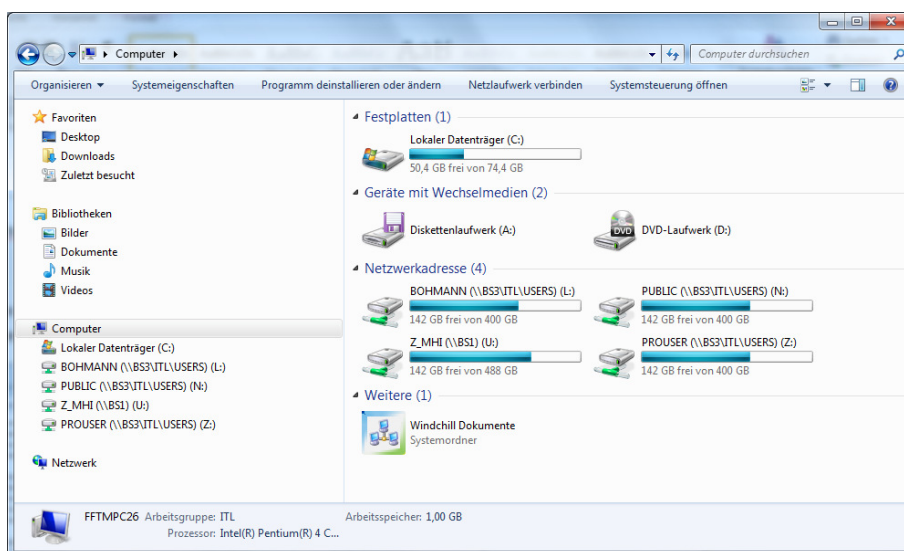 Computer
Computer durchsuchen
Organisieren
Systemeigenschaften
Programm deinstallieren oder ändern
Netzlaufwerk verbinden
Systemsteuerung öffnen
Favoriten
Desktop
Downloads
Zuletzt besucht
Bibliotheken
Bilder
Dokumente
Musik
Videos
Computer
Lokaler Datenträger (C:)
BOHMANN (\\BS3\ITL\USERS) (L:)
PUBLIC (\\BS3\ITL\USERS) (N:)
Z_MHI (\\BS1) (U:)
PROUSER (\\BS3\ITL\USERS) (Z:)
Netzwerk
Festplatten (1)
Lokaler Datenträger (C:)
50,4 GB frei von 74,4 GB
Geräte mit Wechselmedien (2)
Diskettenlaufwerk (A:)
DVD
DVD-Laufwerk (D:)
Netzwerkadresse (4)
BOHMANN (\\BS3\ITL\USERS) (L:)
142 GB frei von 400 GB
PUBLIC (\\BS3\ITL\USERS) (N:)
142 GB frei von 400 GB
Z_MHI (\\BS1) (U:)
142 GB frei von 488 GB
PROUSER (\\BS3\ITL\USERS) (Z:)
142 GB frei von 400 GB
Weitere (1)
Windchill Dokumente
Systemordner
FFTMPC26 Arbeitsgruppe: ITL
Arbeitsspeicher: 1,00 GB
Prozessor: Intel(R) Pentium(R) 4 C...